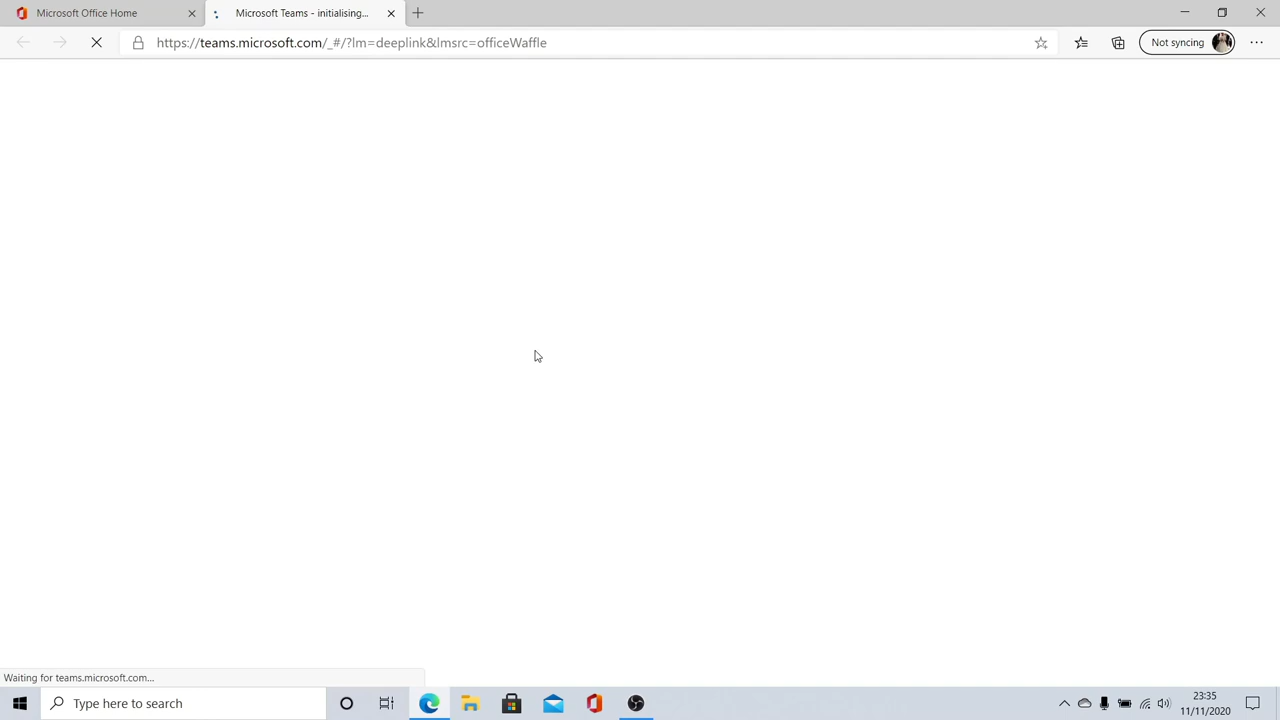 Microsoft Office Home
Microsoft Teams - initialising...
https://teams.microsoft.com/_#/?lm=deeplink&lmsrc=officeWaffle
Not syncing
Waiting for teams.microsoft.com...
Type here to search
23:35
11/11/2020